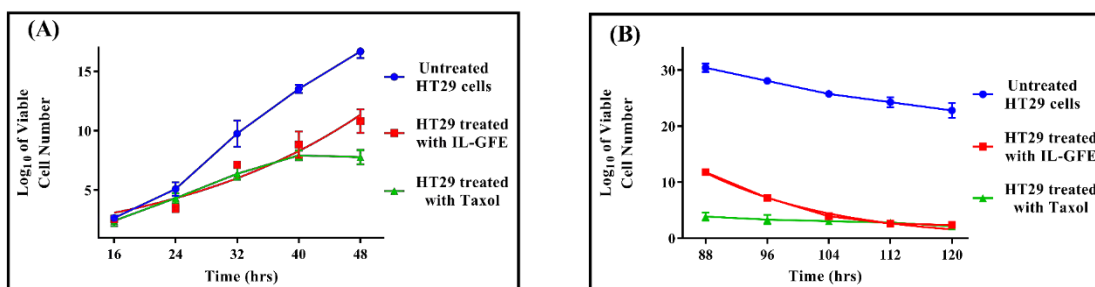 (A)
Log₁₀ of Viable
Cell Number
15
10
5
16 24 32 40 48
Time (hrs)
Untreated
HT29 cells
HT29 treated
with IL-GFE
HT29 treated
with Taxol
(B)
Log₁₀ of Viable
Cell Number
30
20
10
0
88 96 104 112 120
Time (hrs)
Untreated
HT29 cells
HT29 treated
with IL-GFE
HT29 treated
with Taxol